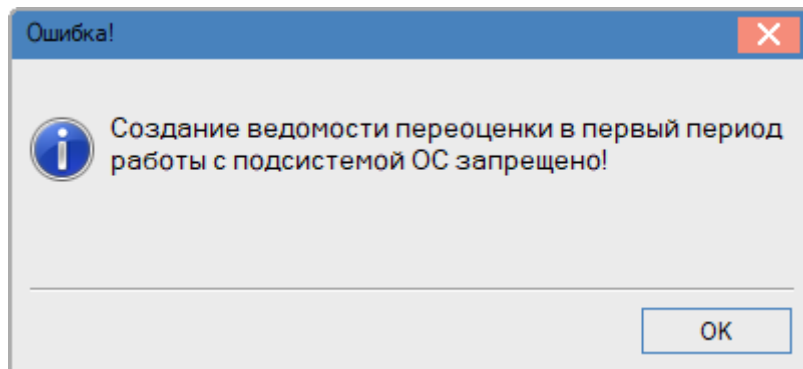 Ошибка!
Создание ведомости переоценки в первый период
работы с подсистемой ОС запрещено!
OK